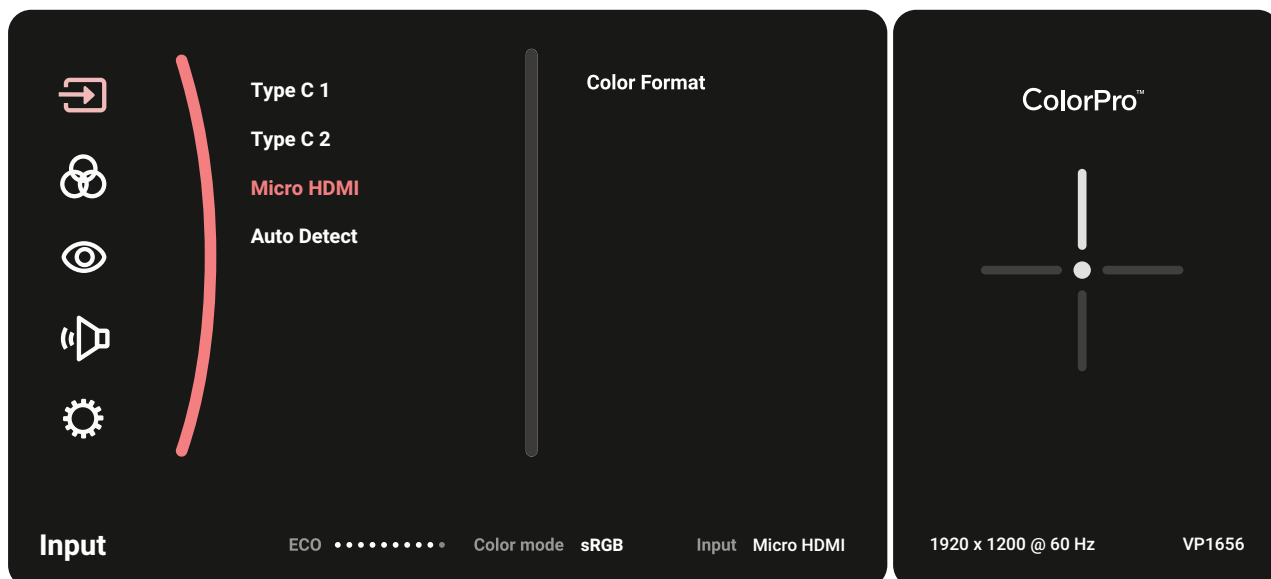 Type C 1
Type C 2
Micro HDMI
Auto Detect
Color Format
Input
ECO
Color mode sRGB
Input Micro HDMI
ColorPro™
1920 x 1200 @ 60 Hz
VP1656